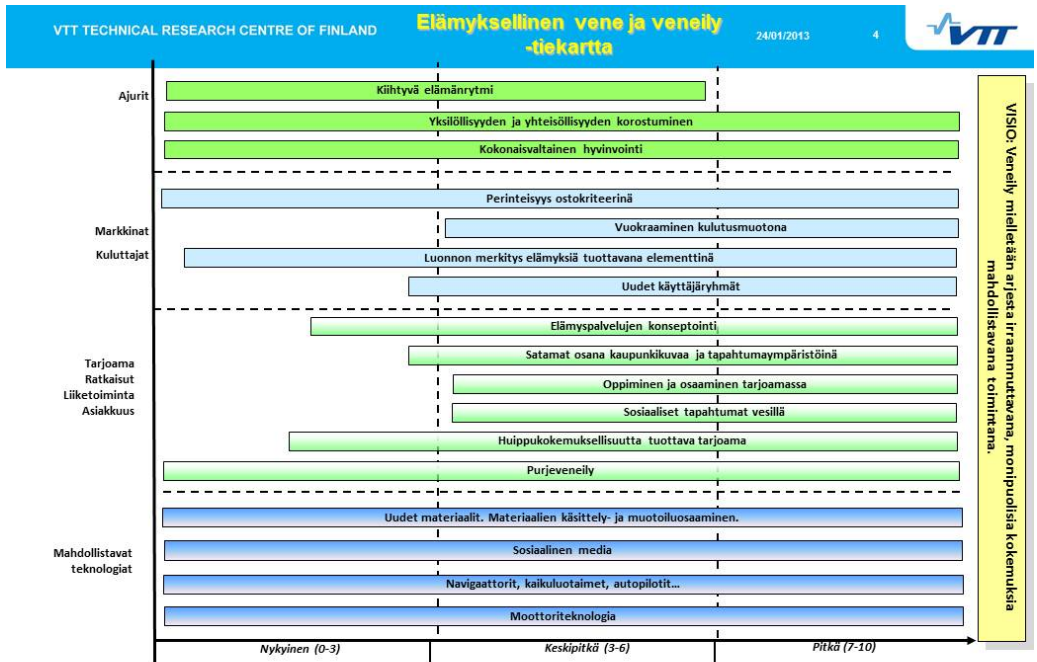 VTT TECHNICAL RESEARCH CENTRE OF FINLAND
Elämyksellinen vene ja veneily
-tiekartta
24/01/2013
4
VTT
Ajurit
Kiihtyvä elämänrytmi
Yksilöllisyyden ja yhteisöllisyyden korostuminen
Kokonaisvaltainen hyvinvointi
Markkinat
Kuluttajat
Perinteisyys ostokriteerinä
Vuokraaminen kulutusmuotona
Luonnon merkitys elämyksiä tuottavana elementtinä
Uudet käyttäjäryhmät
Tarjoama
Ratkaisut
Liiketoiminta
Asiakkuus
Elämyspalvelujen konseptointi
Satamat osana kaupunkikuvaa ja tapahtumaympäristöinä
Oppiminen ja osaaminen tarjoamassa
Sosiaaliset tapahtumat vesillä
Huippukokemuksellisuutta tuottava tarjoama
Purjeveneily
Mahdollistavat
teknologiat
Uudet materiaalit. Materiaalien käsittely- ja muotoiluosaaminen.
Sosiaalinen media
Navigaattorit, kaikuluotaimet, autopilotit...
Moottoriteknologia
Nykyinen (0-3)
Keskipitkä (3-6)
Pitkä (7-10)
VISIO: Veneily mielletään arjesta irraannnuttavana, monipuolisia kokemuksia
mahdollistavana toimintana.